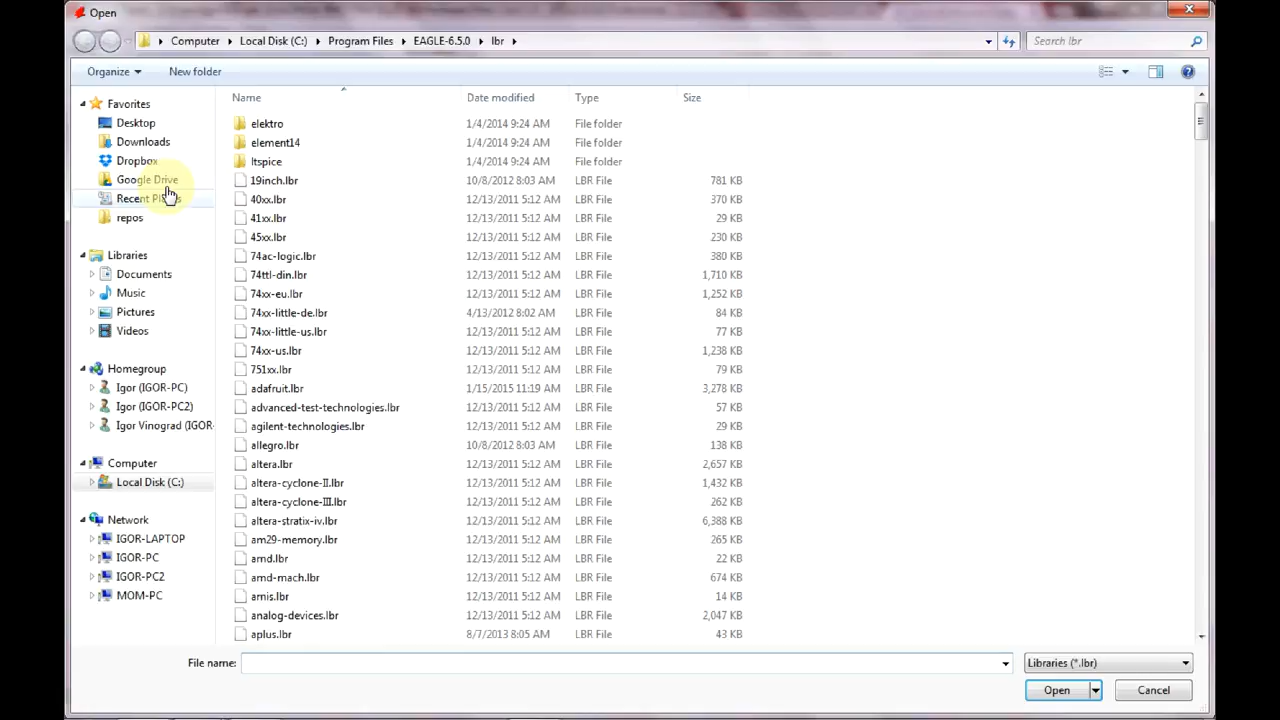 Open
Computer
Local Disk (C:)
Program Files
EAGLE-6.5.0
lbr
Search lbr
Organize
New folder
Name Date modified Type Size
Favorites
Desktop
Downloads
Dropbox
Google Drive
Recent
repos
Libraries
Documents
Music
Pictures
Videos
Homegroup
Igor (IGOR-PC)
Igor (IGOR-PC2)
Igor Vinograd (IGOR-
Computer
Local Disk (C:)
Network
IGOR-LAPTOP
IGOR-PC
IGOR-PC2
MOM-PC
elektro 1/4/2014 9:24 AM File folder
element14 1/4/2014 9:24 AM File folder
ltspice 1/4/2014 9:24 AM File folder
19inch.lbr 10/8/2012 8:03 AM LBR File 781 KB
40xx.lbr 12/13/2011 5:12 AM LBR File 370 KB
41xx.lbr 12/13/2011 5:12 AM LBR File 29 KB
45xx.lbr 12/13/2011 5:12 AM LBR File 230 KB
74ac-logic.lbr 12/13/2011 5:12 AM LBR File 380 KB
74ttl-din.lbr 12/13/2011 5:12 AM LBR File 1,710 KB
74xx-eu.lbr 12/13/2011 5:12 AM LBR File 1,252 KB
74xx-little-de.lbr 4/13/2012 8:02 AM LBR File 84 KB
74xx-little-us.lbr 12/13/2011 5:12 AM LBR File 77 KB
74xx-us.lbr 12/13/2011 5:12 AM LBR File 1,238 KB
751xx.lbr 12/13/2011 5:12 AM LBR File 79 KB
adafruit.lbr 1/15/2015 11:19 AM LBR File 3,278 KB
advanced-test-technologies.lbr 12/13/2011 5:12 AM LBR File 57 KB
agilent-technologies.lbr 12/13/2011 5:12 AM LBR File 29 KB
allegro.lbr 10/8/2012 8:03 AM LBR File 138 KB
altera.lbr 12/13/2011 5:12 AM LBR File 2,657 KB
altera-cyclone-II.lbr 12/13/2011 5:12 AM LBR File 1,432 KB
altera-cyclone-III.lbr 12/13/2011 5:12 AM LBR File 262 KB
altera-stratix-iv.lbr 12/13/2011 5:12 AM LBR File 6,388 KB
am29-memory.lbr 12/13/2011 5:12 AM LBR File 265 KB
amd.lbr 12/13/2011 5:12 AM LBR File 22 KB
amd-mach.lbr 12/13/2011 5:12 AM LBR File 674 KB
amis.lbr 12/13/2011 5:12 AM LBR File 14 KB
analog-devices.lbr 12/13/2011 5:12 AM LBR File 2,047 KB
aplus.lbr 8/7/2013 8:05 AM LBR File 43 KB
File name:
Libraries (*.lbr)
Open
Cancel